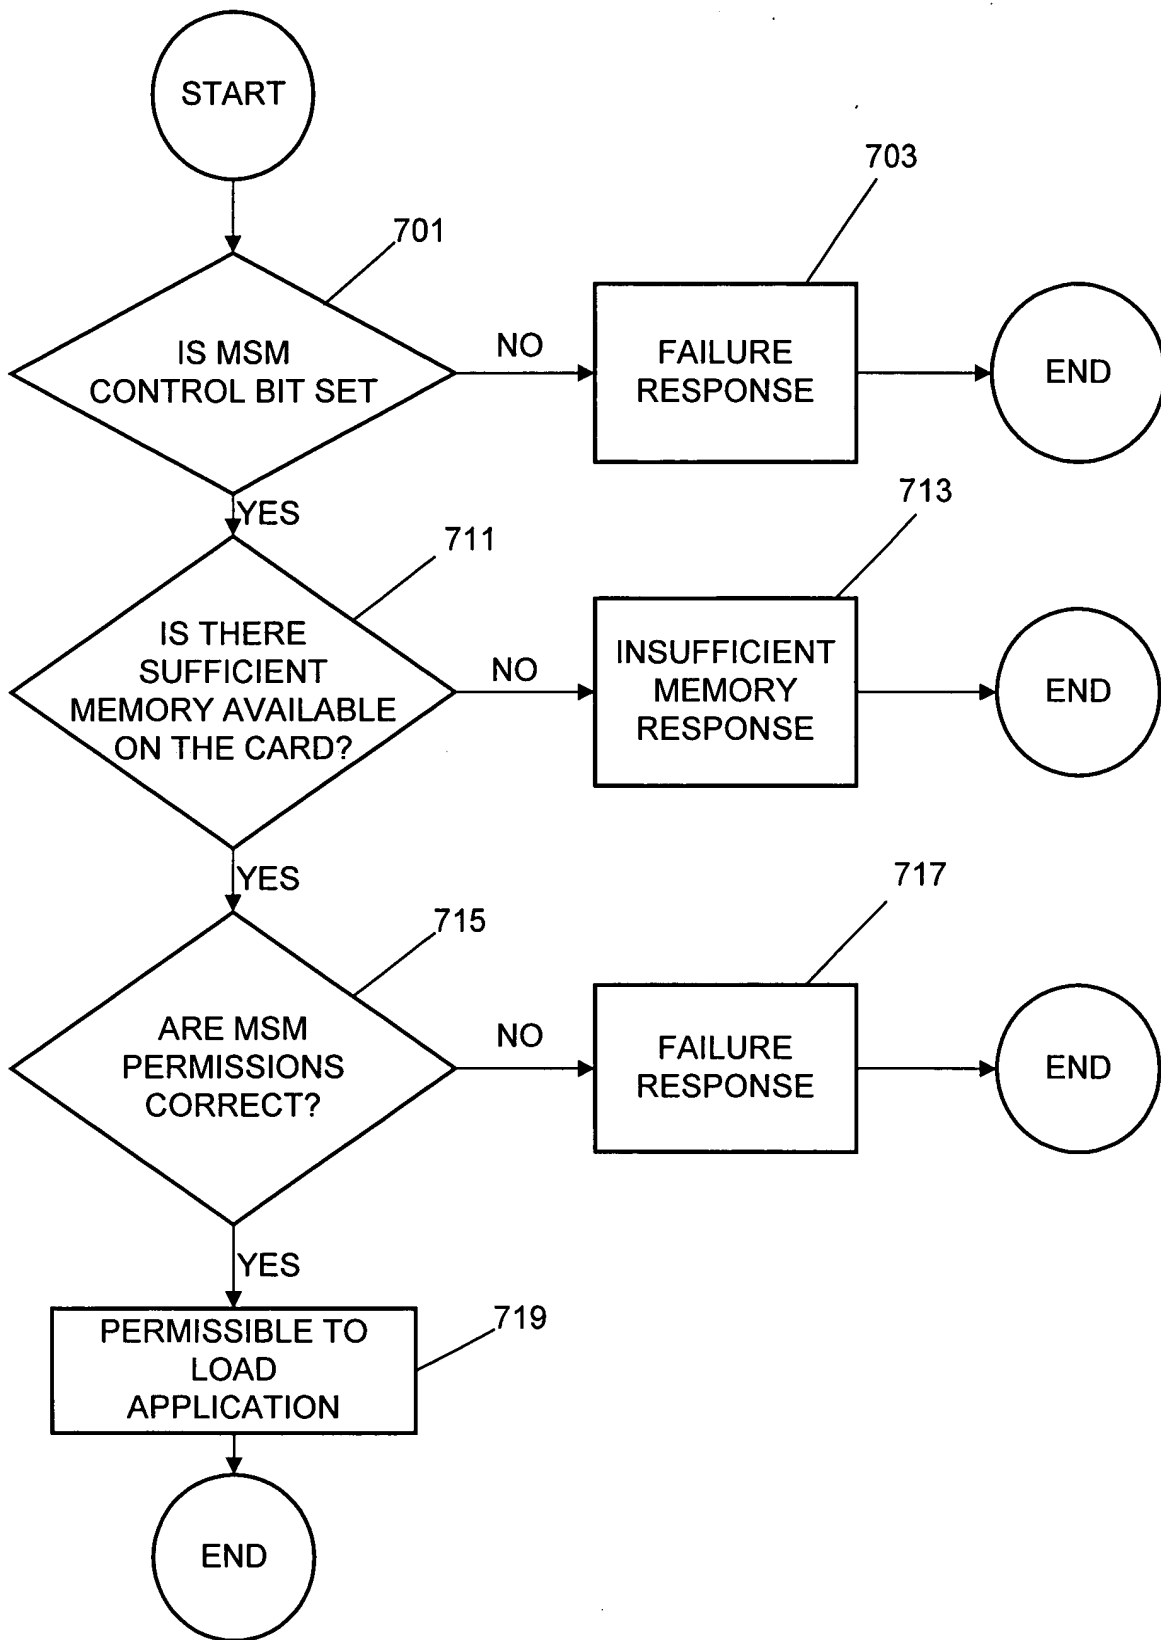 START
701
703
IS MSM
CONTROL BIT SET
NO
FAILURE
RESPONSE
END
YES
711
713
IS THERE
SUFFICIENT
MEMORY AVAILABLE
ON THE CARD?
NO
INSUFFICIENT
MEMORY
RESPONSE
END
YES
715
717
ARE MSM
PERMISSIONS
CORRECT?
NO
FAILURE
RESPONSE
END
YES
719
PERMISSIBLE TO
LOAD
APPLICATION
END